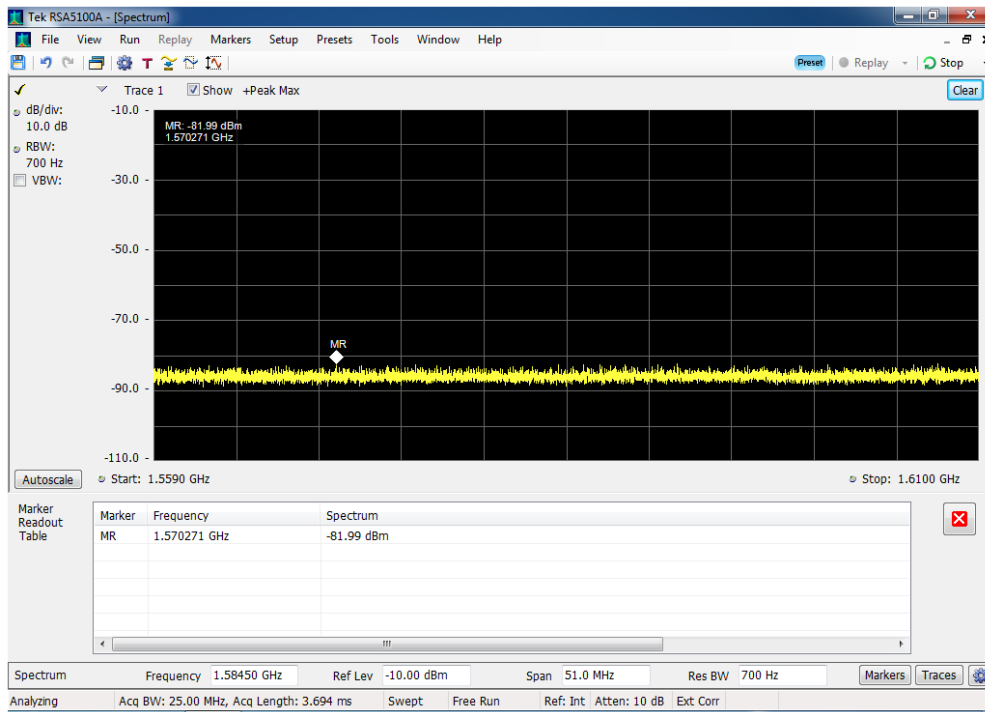 Tek RSA5100A - [Spectrum]
File View Run Replay Markers Setup Presets Tools Window Help
T Preset Replay Stop
Trace 1 Show +Peak Max Clear
dB/div:
10.0 dB
RBW:
700 Hz
VBW:
-10.0
-30.0
-50.0
-70.0
-90.0
-110.0
MR: -81.99 dBm
1.570271 GHz
MR
Autoscale Start: 1.5590 GHz Stop: 1.6100 GHz
Marker
Readout
Table
Marker Frequency Spectrum
MR 1.570271 GHz -81.99 dBm
Spectrum Frequency 1.58450 GHz Ref Lev -10.00 dBm Span 51.0 MHz Res BW 700 Hz Markers Traces
Analyzing Acq BW: 25.00 MHz, Acq Length: 3.694 ms Swept Free Run Ref: Int Atten: 10 dB Ext Corr